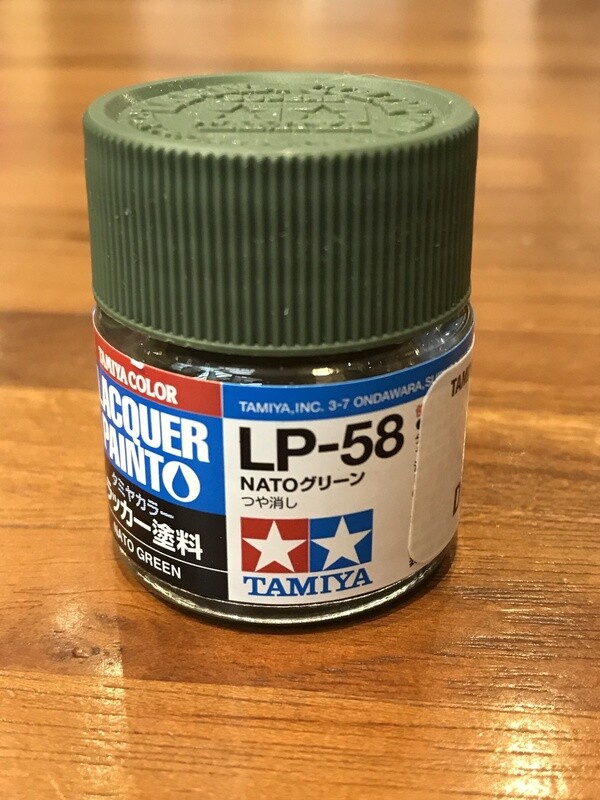 TAMIYA COLOR
LACQUER
PAINT
タミヤカラー
ラッカー塗料
NATO GREEN
TAMIYA, INC. 3-7 ONDAWARA,
LP-58
NATOグリーン
つや消し
TAMIYA